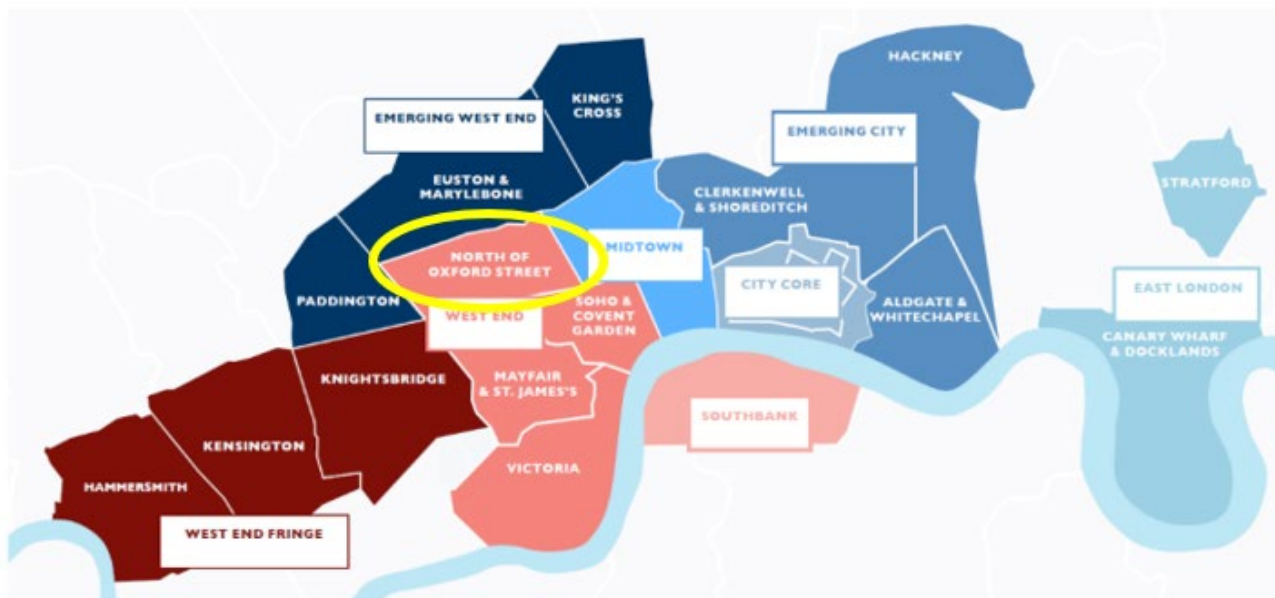 HACKNEY
KING'S
CROSS
EMERGING WEST END
EMERGING CITY
EUSTON &
MARYLEBONE
CLERKENWELL
& SHOREDITCH
STRATFORD
MIDTOWN
NORTH OF
OXFORD STREET
CITY CORE
EAST LONDON
PADDINGTON
WEST END
SOHO &
COVENT
GARDEN
ALDGATE &
WHITECHAPEL
CANARY WHARF
& DOCKLANDS
KNIGHTSBRIDGE
MAYFAIR
& ST. JAMES'S
SOUTHBANK
KENSINGTON
VICTORIA
HAMMERSMITH
WEST END FRINGE